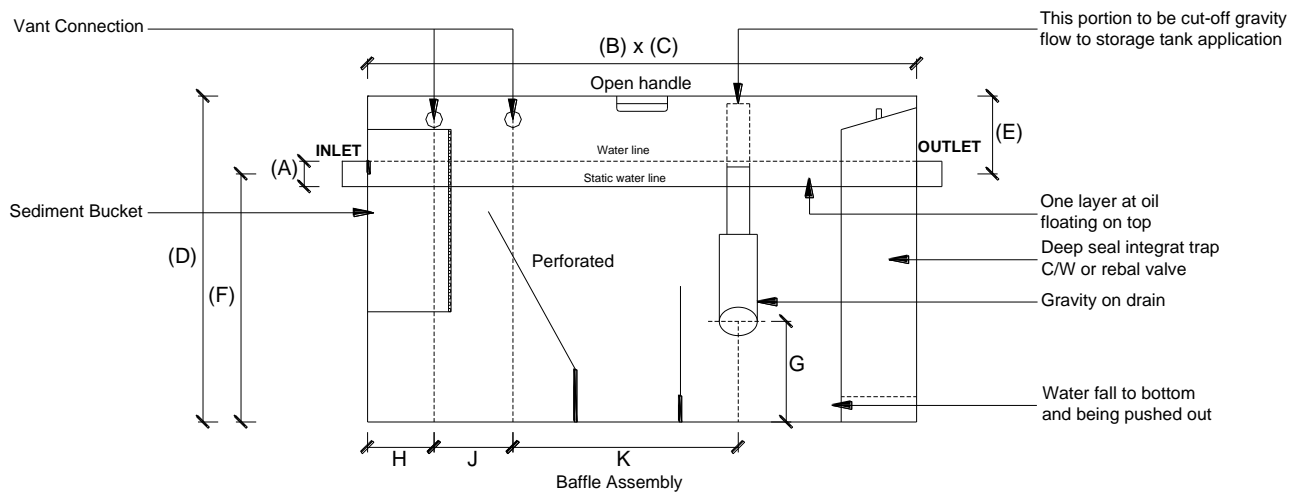 Vant Connection
This portion to be cut-off gravity
flow to storage tank application
(B) x (C)
Open handle
(E)
INLET
OUTLET
(A)
Water line
Static water line
Sediment Bucket
One layer at oil
floating on top
(D)
(F)
Perforated
Deep seal integrat trap
C/W or rebal valve
Gravity on drain
G
Water fall to bottom
and being pushed out
H
J
K
Baffle Assembly